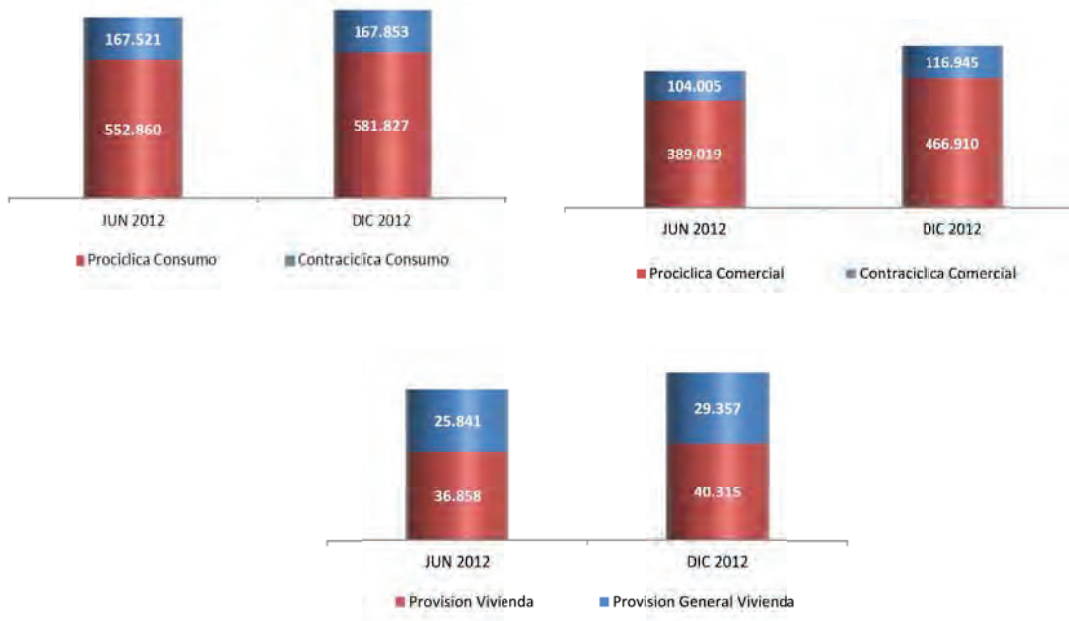 167.521
167.853
552.860
581.827
JUN 2012
DIC 2012
Prociclica Consumo
Contraciclica Consumo
104.005
116.945
389.019
466.910
JUN 2012
DIC 2012
Prociclica Comercial
Contraciclica Comercial
25.841
29.357
36.858
40.315
JUN 2012
DIC 2012
Provision Vivienda
Provision General Vivienda